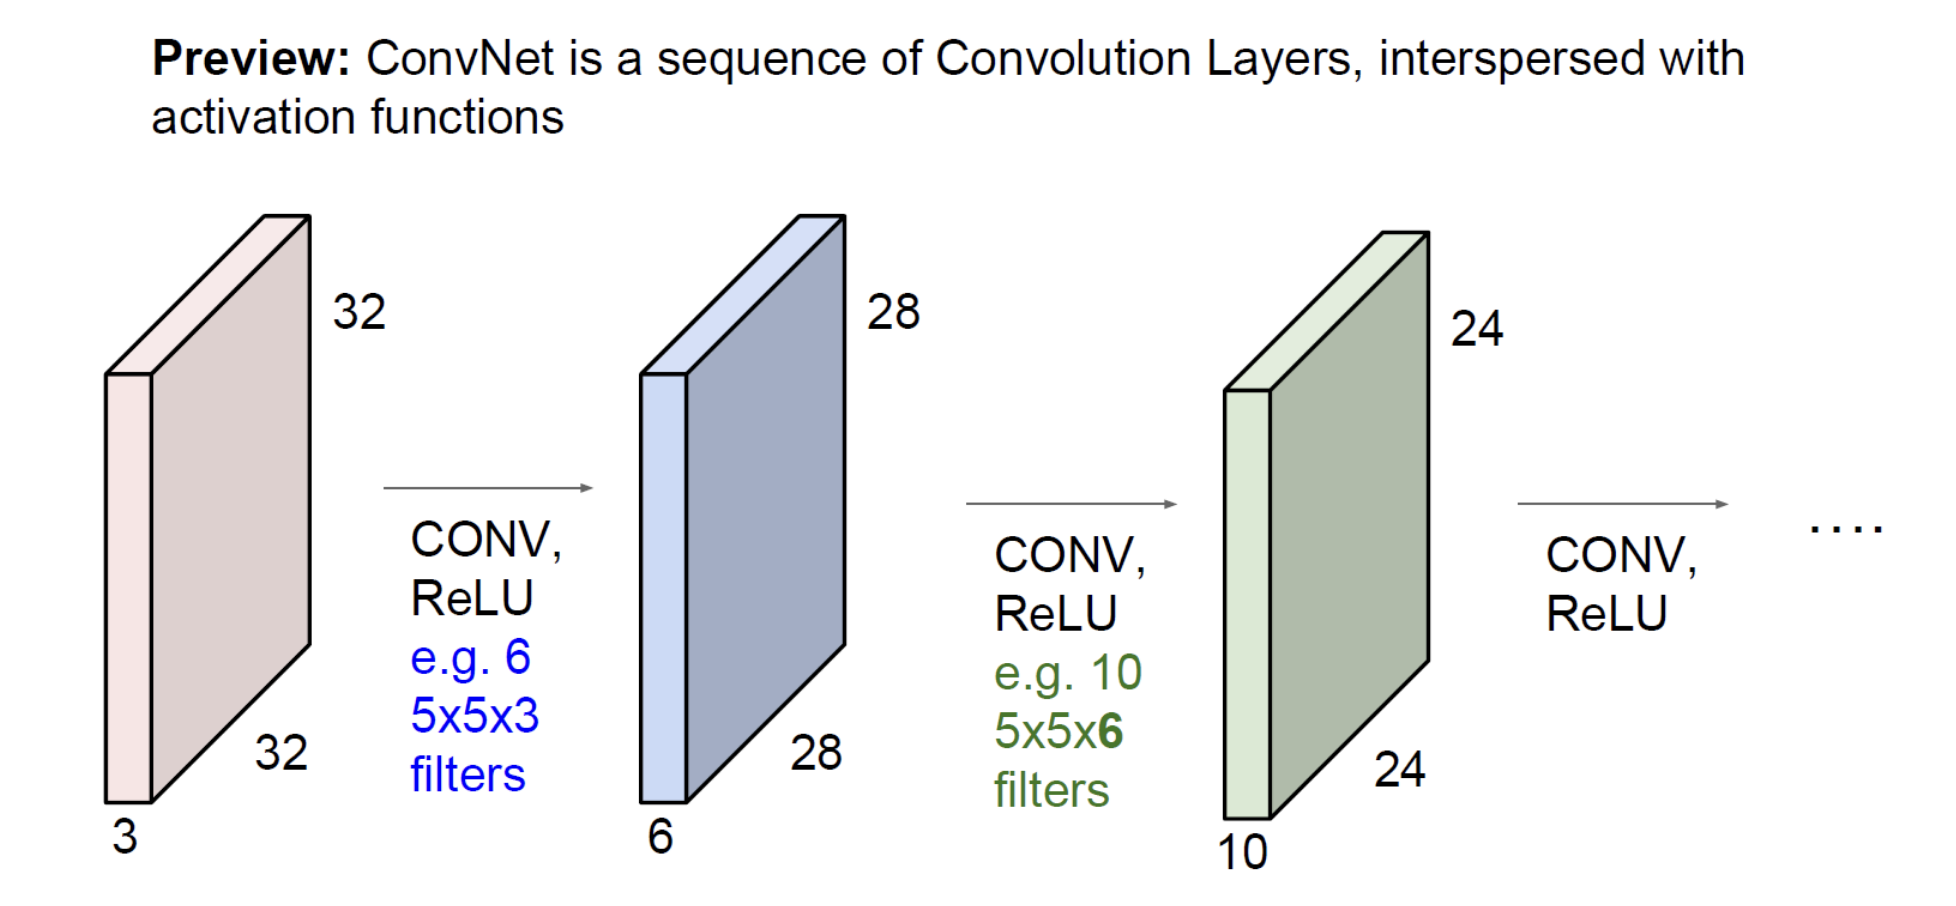 Preview: ConvNet is a sequence of Convolution Layers, interspersed with
activation functions
32
32
3
CONV,
ReLU
e.g. 6
5x5x3
filters
28
28
6
CONV,
ReLU
e.g. 10
5x5x6
filters
24
24
10
CONV,
ReLU
....